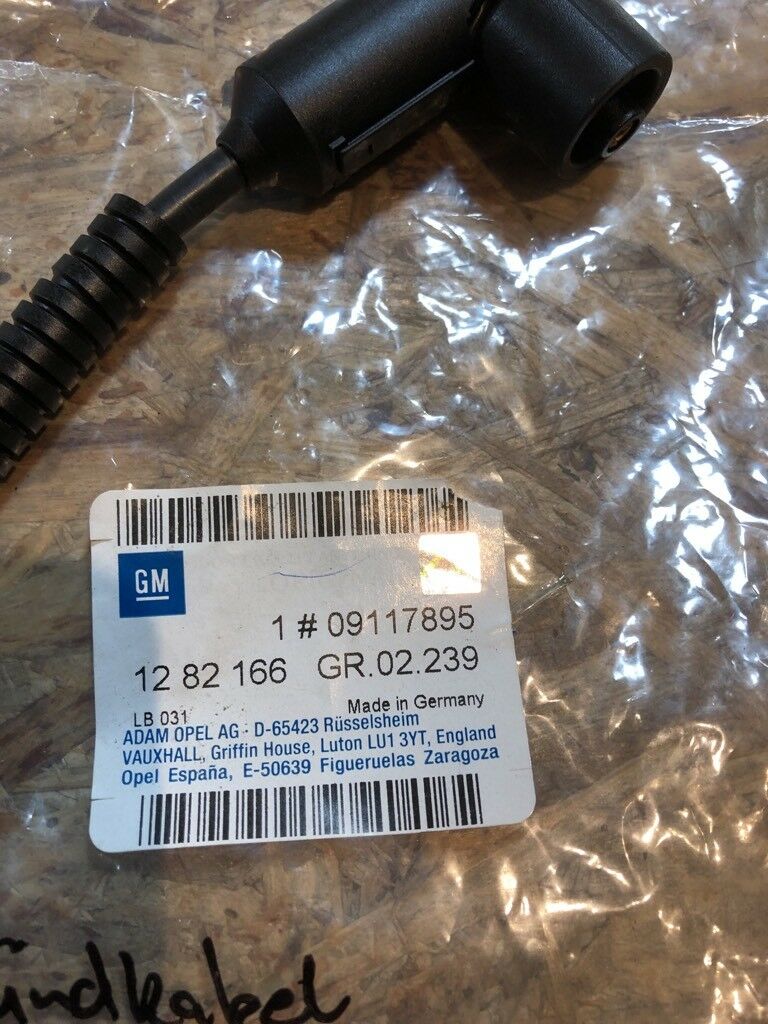 GM
1 # 09117895
12 82 166 GR.02.239
LB 031 Made in Germany
ADAM OPEL AG · D-65423 Rüsselsheim
VAUXHALL, Griffin House, Luton LU1 3YT, England
Opel España, E-50639 Figueruelas Zaragoza
ündkabel